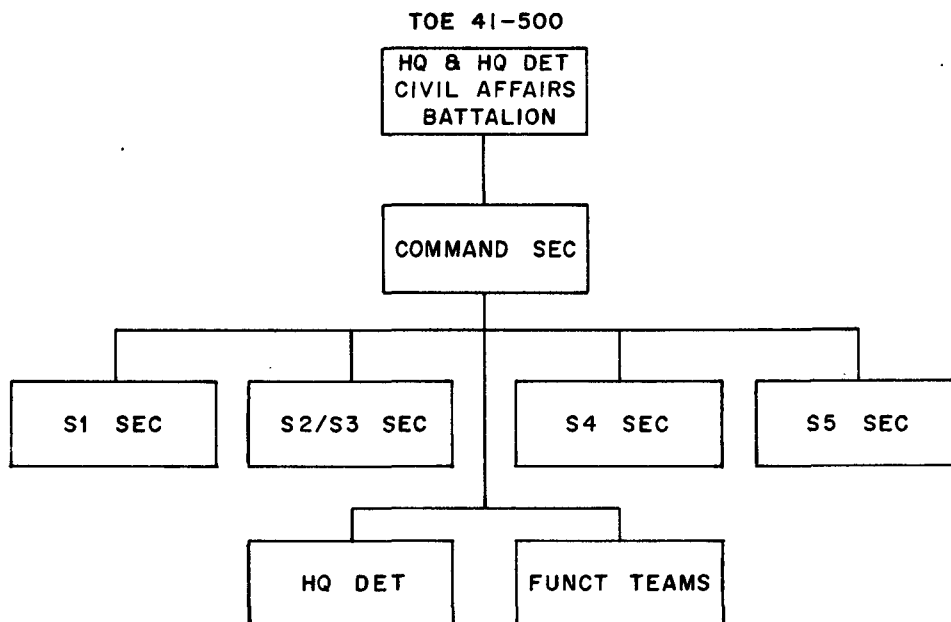 TOE 41-500
HQ & HQ DET
CIVIL AFFAIRS
BATTALION
COMMAND SEC
S1 SEC
S2/S3 SEC
S4 SEC
S5 SEC
HQ DET
FUNCT TEAMS